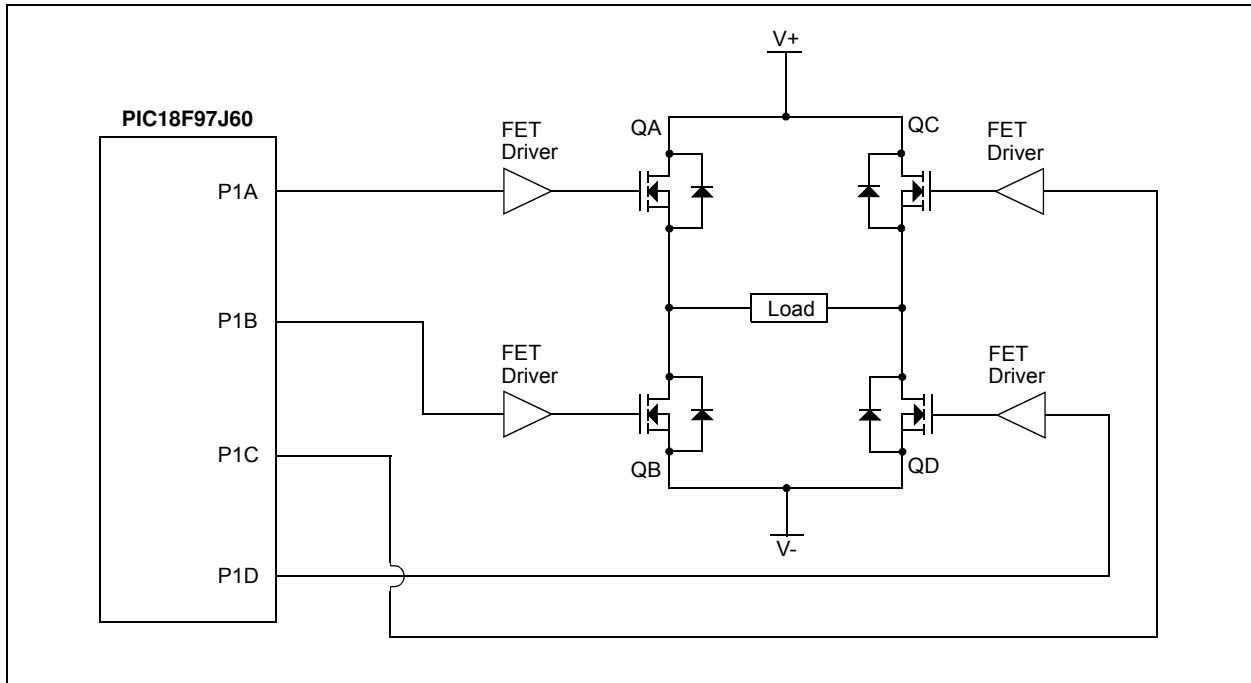 V+
PIC18F97J60
QA
QC
FET
Driver
FET
Driver
P1A
P1B
Load
FET
Driver
FET
Driver
P1C
QB
QD
V-
P1D